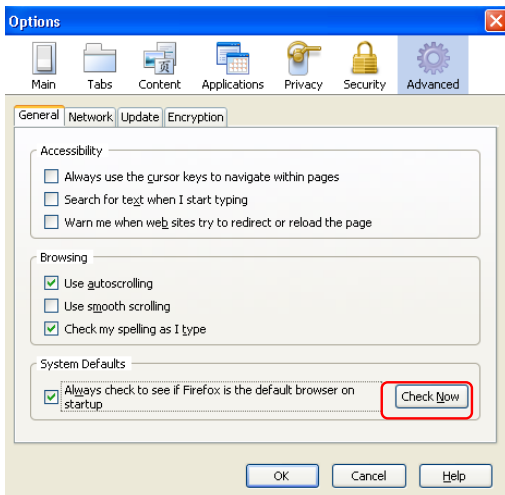 Options
Main Tabs Content Applications Privacy Security Advanced
General Network Update Encryption
Accessibility
Always use the cursor keys to navigate within pages
Search for text when I start typing
Warn me when web sites try to redirect or reload the page
Browsing
Use autoscrolling
Use smooth scrolling
Check my spelling as I type
System Defaults
Always check to see if Firefox is the default browser on
startup
Check Now
OK Cancel Help